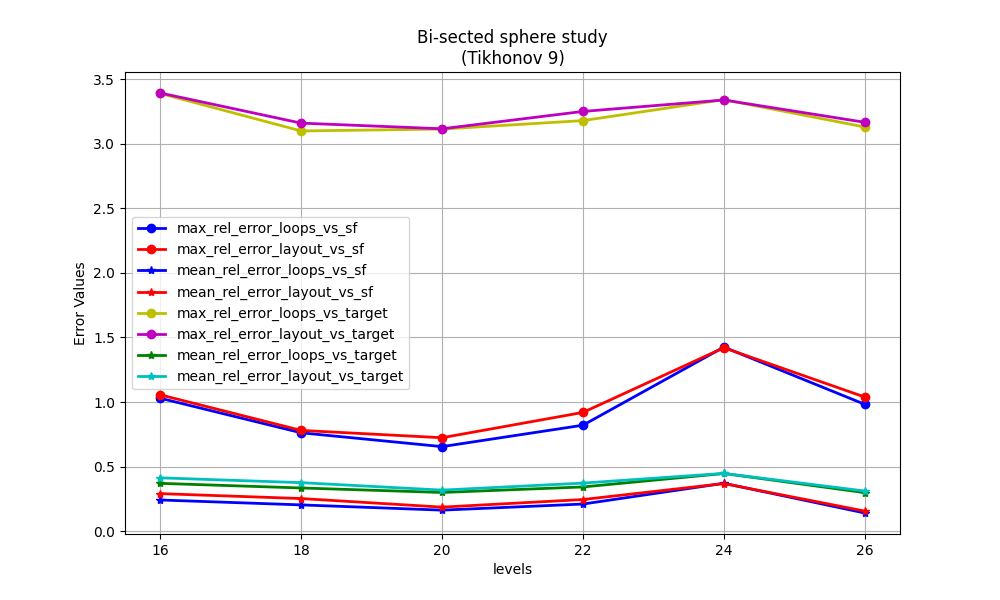 Bi-sected sphere study
(Tikhonov 9)
3.5
3.0
2.5
2.0
1.5
1.0
0.5
0.0
Error Values
max_rel_error_loops_vs_sf
max_rel_error_layout_vs_sf
mean_rel_error_loops_vs_sf
mean_rel_error_layout_vs_sf
max_rel_error_loops_vs_target
max_rel_error_layout_vs_target
mean_rel_error_loops_vs_target
mean_rel_error_layout_vs_target
16 18 20 22 24 26
levels